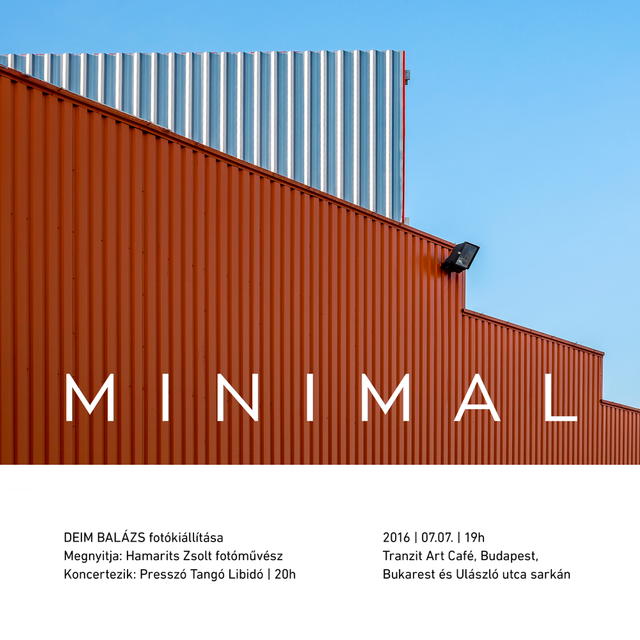 MINIMAL
DEIM BALÁZS fotókiállítása
Megnyitja: Hamarits Zsolt fotóművész
Koncertezik: Presszó Tangó Libidó | 20h
2016 | 07.07. | 19h
Tranzit Art Café, Budapest,
Bukarest és Ulászló utca sarkán